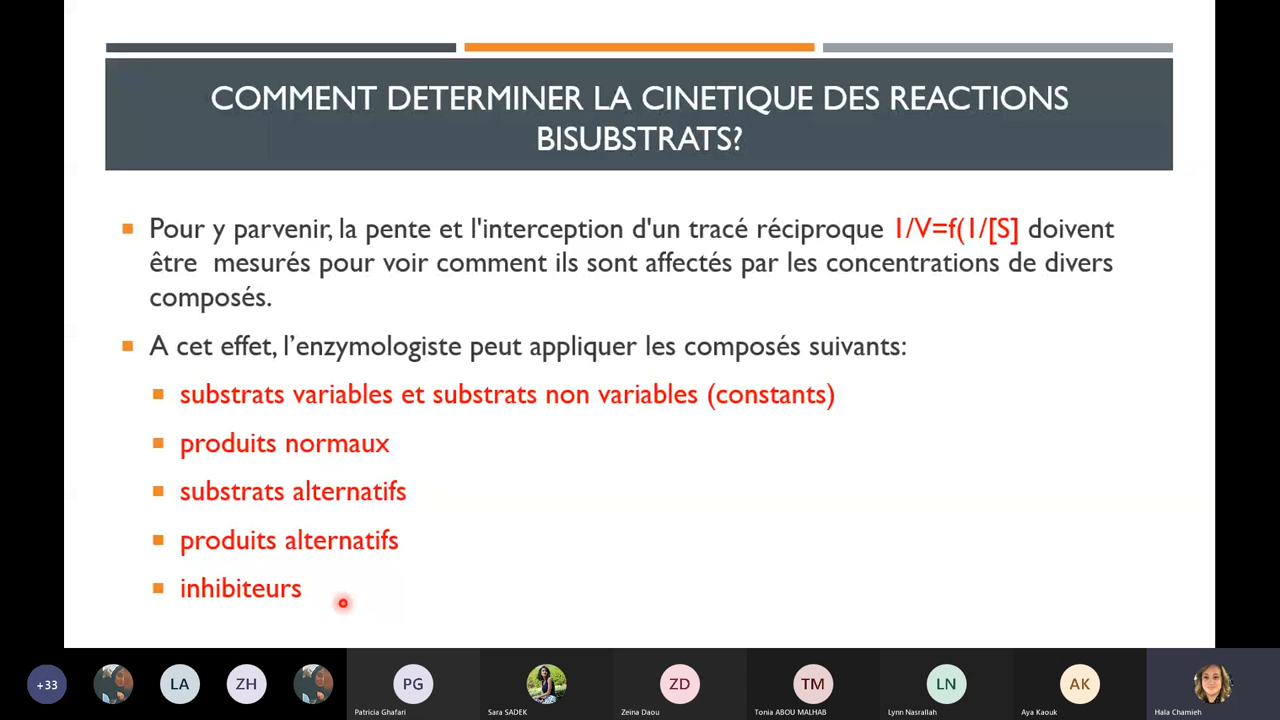 COMMENT DETERMINER LA CINETIQUE DES REACTIONS
BISUBSTRATS?
Pour y parvenir, la pente et l'interception d'un tracé réciproque 1/V=f(1/[S] doivent
être mesurés pour voir comment ils sont affectés par les concentrations de divers
composés.
A cet effet, l’enzymologiste peut appliquer les composés suivants:
substrats variables et substrats non variables (constants)
produits normaux
substrats alternatifs
produits alternatifs
inhibiteurs
+33
LA
ZH
PG
ZD
TM
LN
AK
Patricia Ghafari
Sara SADEK
Zeina Daou
Tonia ABOU MALHAB
Lynn Nasrallah
Aya Kaouk
Hala Chamieh